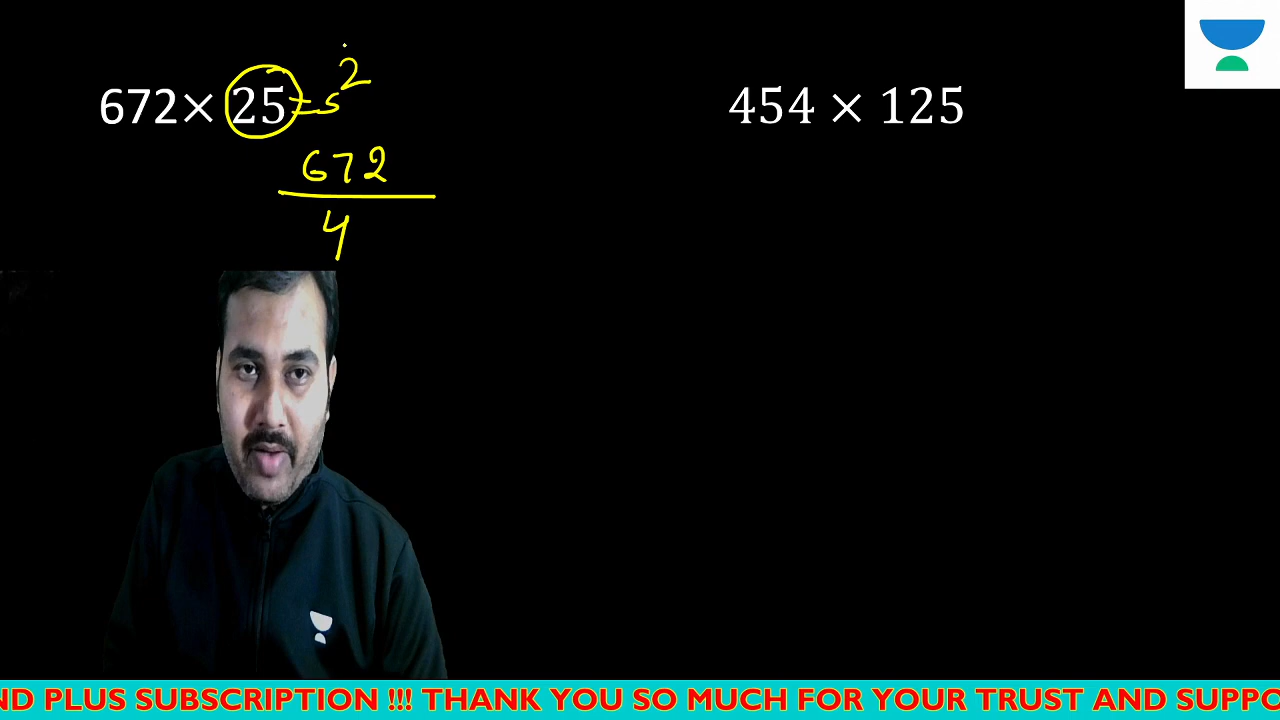 672× 25 = 5²
672
4
454 × 125
ND PLUS SUBSCRIPTION !!! THANK YOU SO MUCH FOR YOUR TRUST AND SUPPO